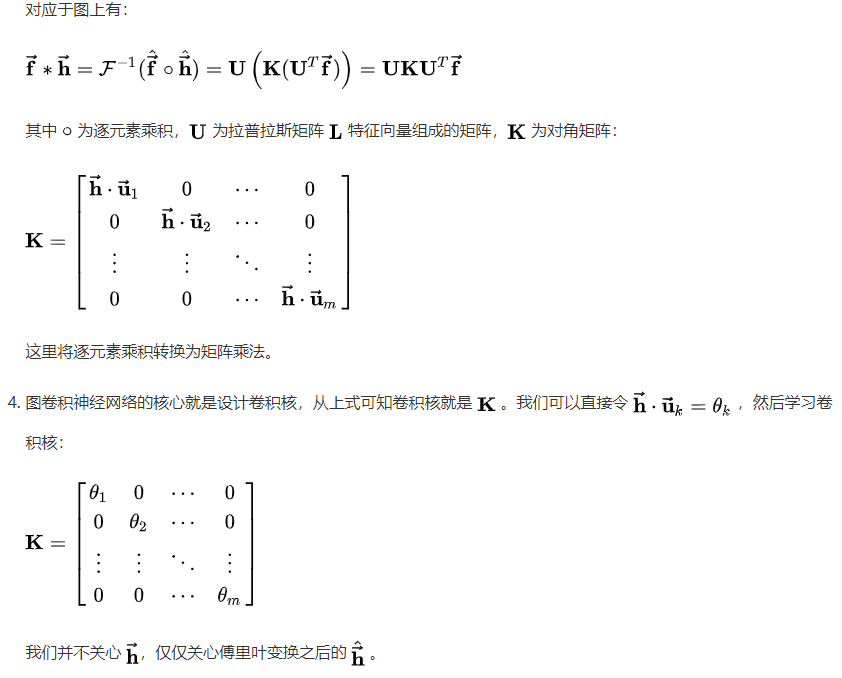 对应于图上有：
$\vec{\mathbf{f}} * \vec{\mathbf{h}} = \mathcal{F}^{-1}(\hat{\vec{\mathbf{f}}} \circ \hat{\vec{\mathbf{h}}}) = \mathbf{U}\left(\mathbf{K}(\mathbf{U}^T\vec{\mathbf{f}})\right) = \mathbf{U}\mathbf{K}\mathbf{U}^T\vec{\mathbf{f}}$
其中 ∘ 为逐元素乘积，$\mathbf{U}$ 为拉普拉斯矩阵 $\mathbf{L}$ 特征向量组成的矩阵，$\mathbf{K}$ 为对角矩阵：
$\mathbf{K} = \begin{bmatrix} \vec{\mathbf{h}} \cdot \vec{\mathbf{u}}_1 & 0 & \cdots & 0 \\ 0 & \vec{\mathbf{h}} \cdot \vec{\mathbf{u}}_2 & \cdots & 0 \\ \vdots & \vdots & \ddots & \vdots \\ 0 & 0 & \cdots & \vec{\mathbf{h}} \cdot \vec{\mathbf{u}}_m \end{bmatrix}$
这里将逐元素乘积转换为矩阵乘法。
4. 图卷积神经网络的核心就是设计卷积核，从上式可知卷积核就是 $\mathbf{K}$ 。我们可以直接令 $\vec{\mathbf{h}} \cdot \vec{\mathbf{u}}_k = \theta_k$ ，然后学习卷
积核：
$\mathbf{K} = \begin{bmatrix} \theta_1 & 0 & \cdots & 0 \\ 0 & \theta_2 & \cdots & 0 \\ \vdots & \vdots & \ddots & \vdots \\ 0 & 0 & \cdots & \theta_m \end{bmatrix}$
我们并不关心 $\vec{\mathbf{h}}$，仅仅关心傅里叶变换之后的 $\hat{\vec{\mathbf{h}}}$ 。